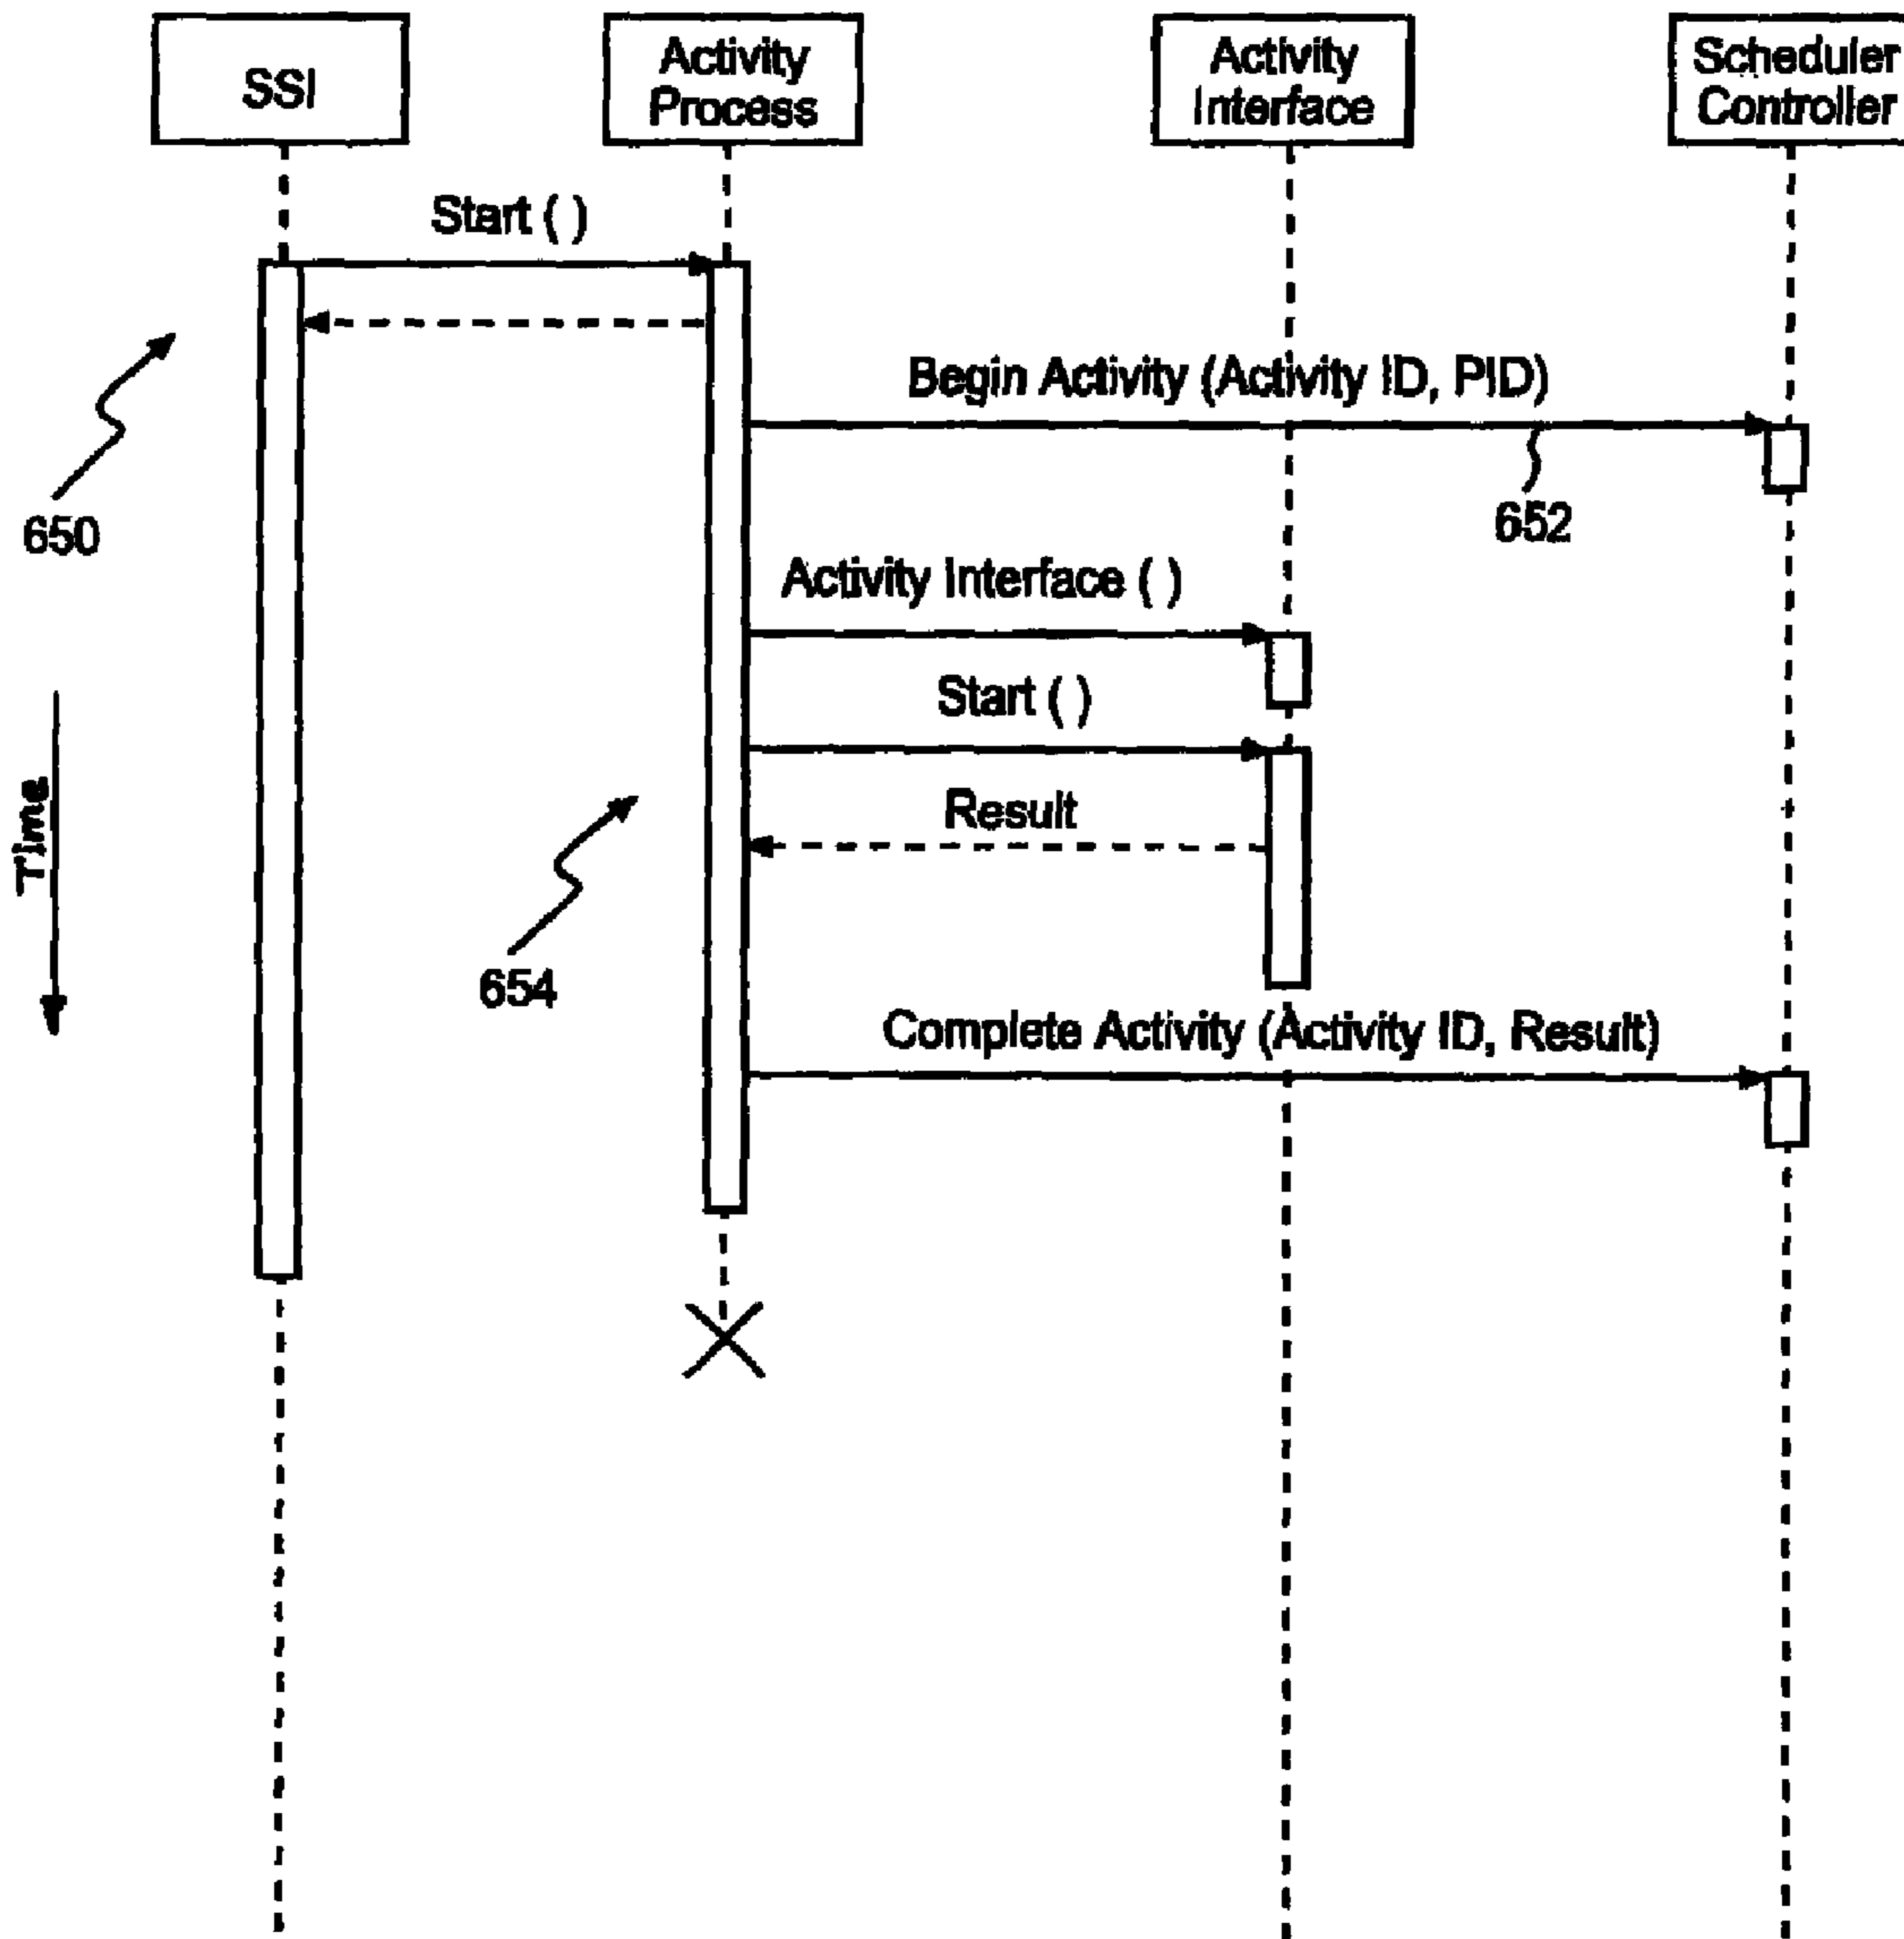 SSI
Activity
Process
Activity
Interface
Scheduler
Controller
Start ( )
Begin Activity (Activity ID, PID)
650
652
Activity Interface ( )
Start ( )
Time
Result
654
Complete Activity (Activity ID, Result)